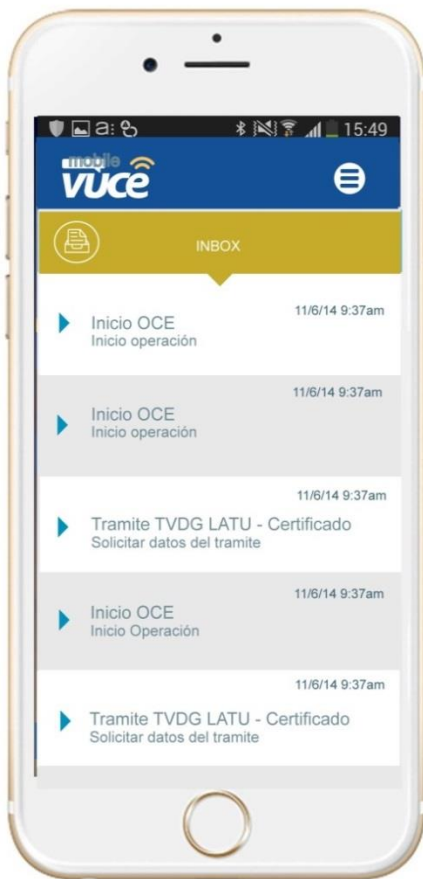 15:49
mobile
vuce
INBOX
11/6/14 9:37am
Inicio OCE
Inicio operación
11/6/14 9:37am
Inicio OCE
Inicio operación
11/6/14 9:37am
Tramite TVDG LATU - Certificado
Solicitar datos del tramite
11/6/14 9:37am
Inicio OCE
Inicio Operación
11/6/14 9:37am
Tramite TVDG LATU - Certificado
Solicitar datos del tramite